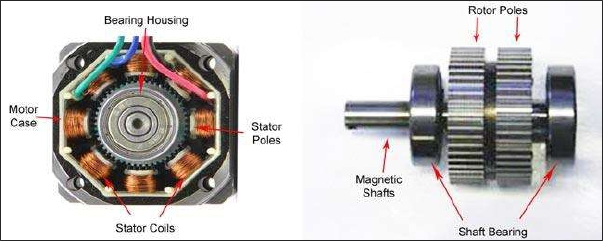 Bearing Housing
Motor
Case
Stator
Poles
Stator Coils
Rotor Poles
Magnetic
Shafts
Shaft Bearing